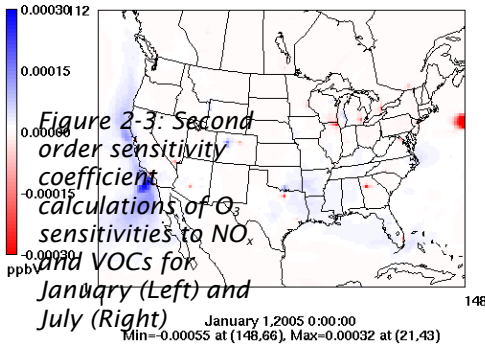 0.00030 112
0.00015
0.00000
-0.00015
-0.00030
ppbV
Figure 2-3: Second
order sensitivity
coefficient
calculations of O₃
sensitivities to NOₓ
and VOCs for
January (Left) and
July (Right)
148
January 1,2005 0:00:00
Min=-0.00055 at (148,66), Max=0.00032 at (21,43)